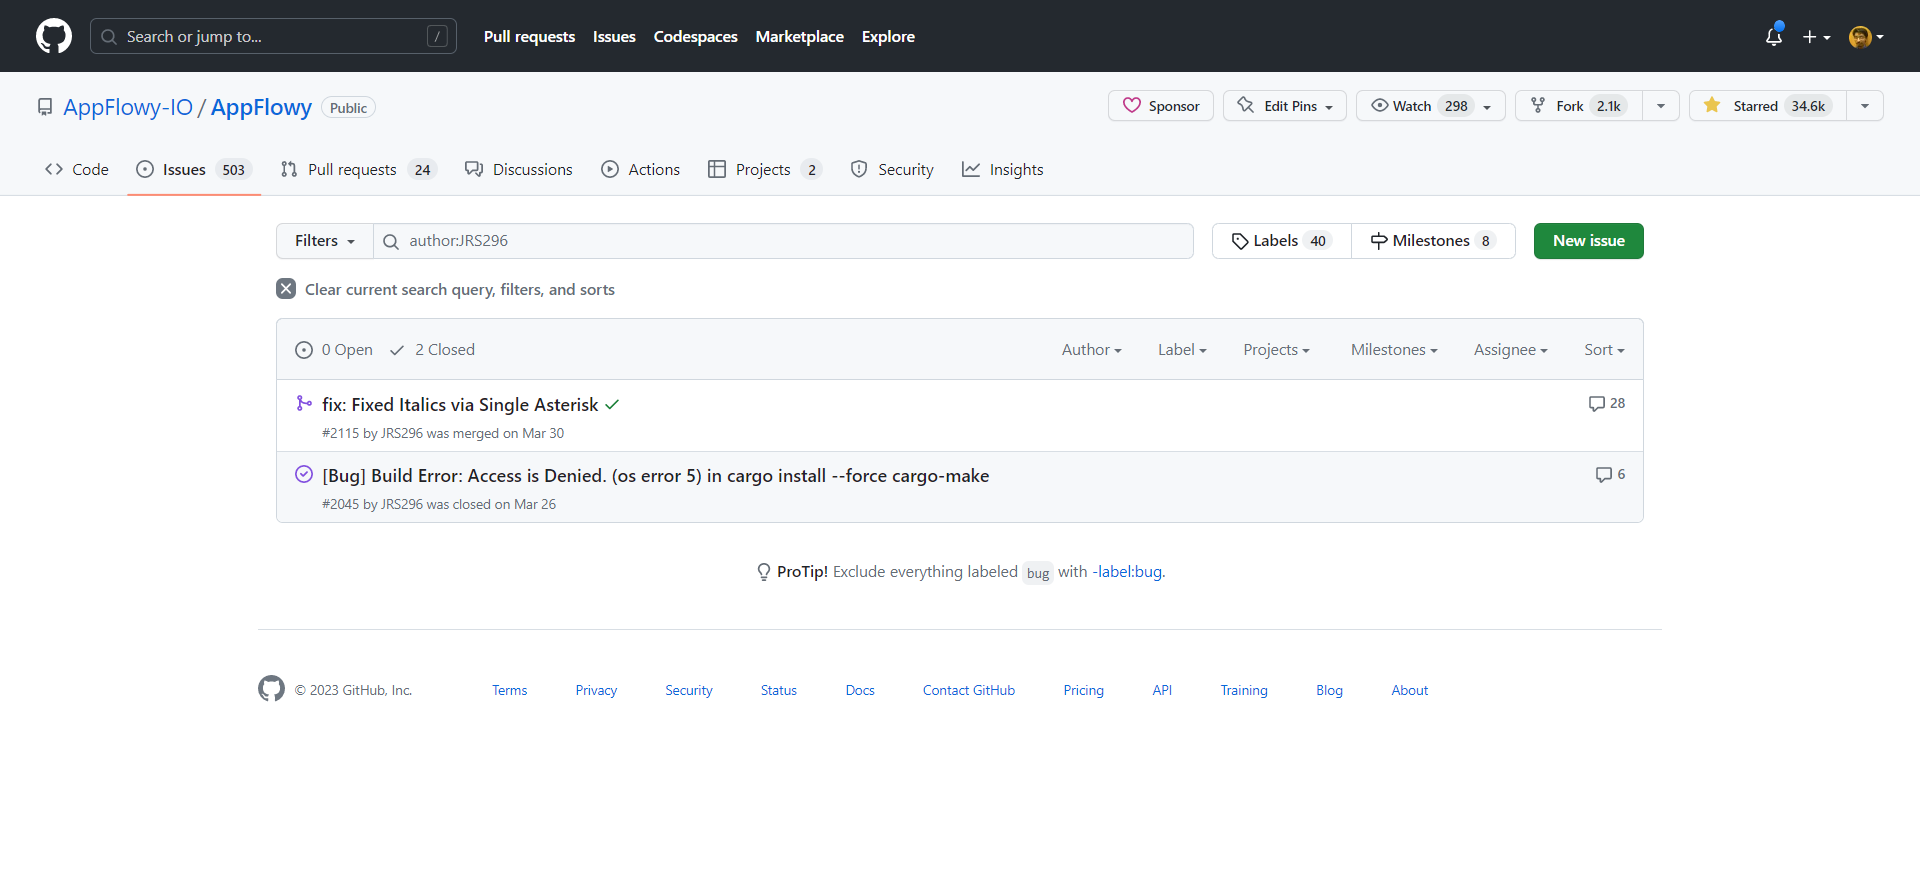 Search or jump to... / Pull requests Issues Codespaces Marketplace Explore
AppFlowy-IO / AppFlowy Public Sponsor Edit Pins Watch 298 Fork 2.1k Starred 34.6k
Code Issues 503 Pull requests 24 Discussions Actions Projects 2 Security Insights
Filters author:JRS296 Labels 40 Milestones 8 New issue
Clear current search query, filters, and sorts
0 Open 2 Closed Author Label Projects Milestones Assignee Sort
fix: Fixed Italics via Single Asterisk 28
#2115 by JRS296 was merged on Mar 30
[Bug] Build Error: Access is Denied. (os error 5) in cargo install --force cargo-make 6
#2045 by JRS296 was closed on Mar 26
ProTip! Exclude everything labeled bug with -label:bug.
© 2023 GitHub, Inc. Terms Privacy Security Status Docs Contact GitHub Pricing API Training Blog About